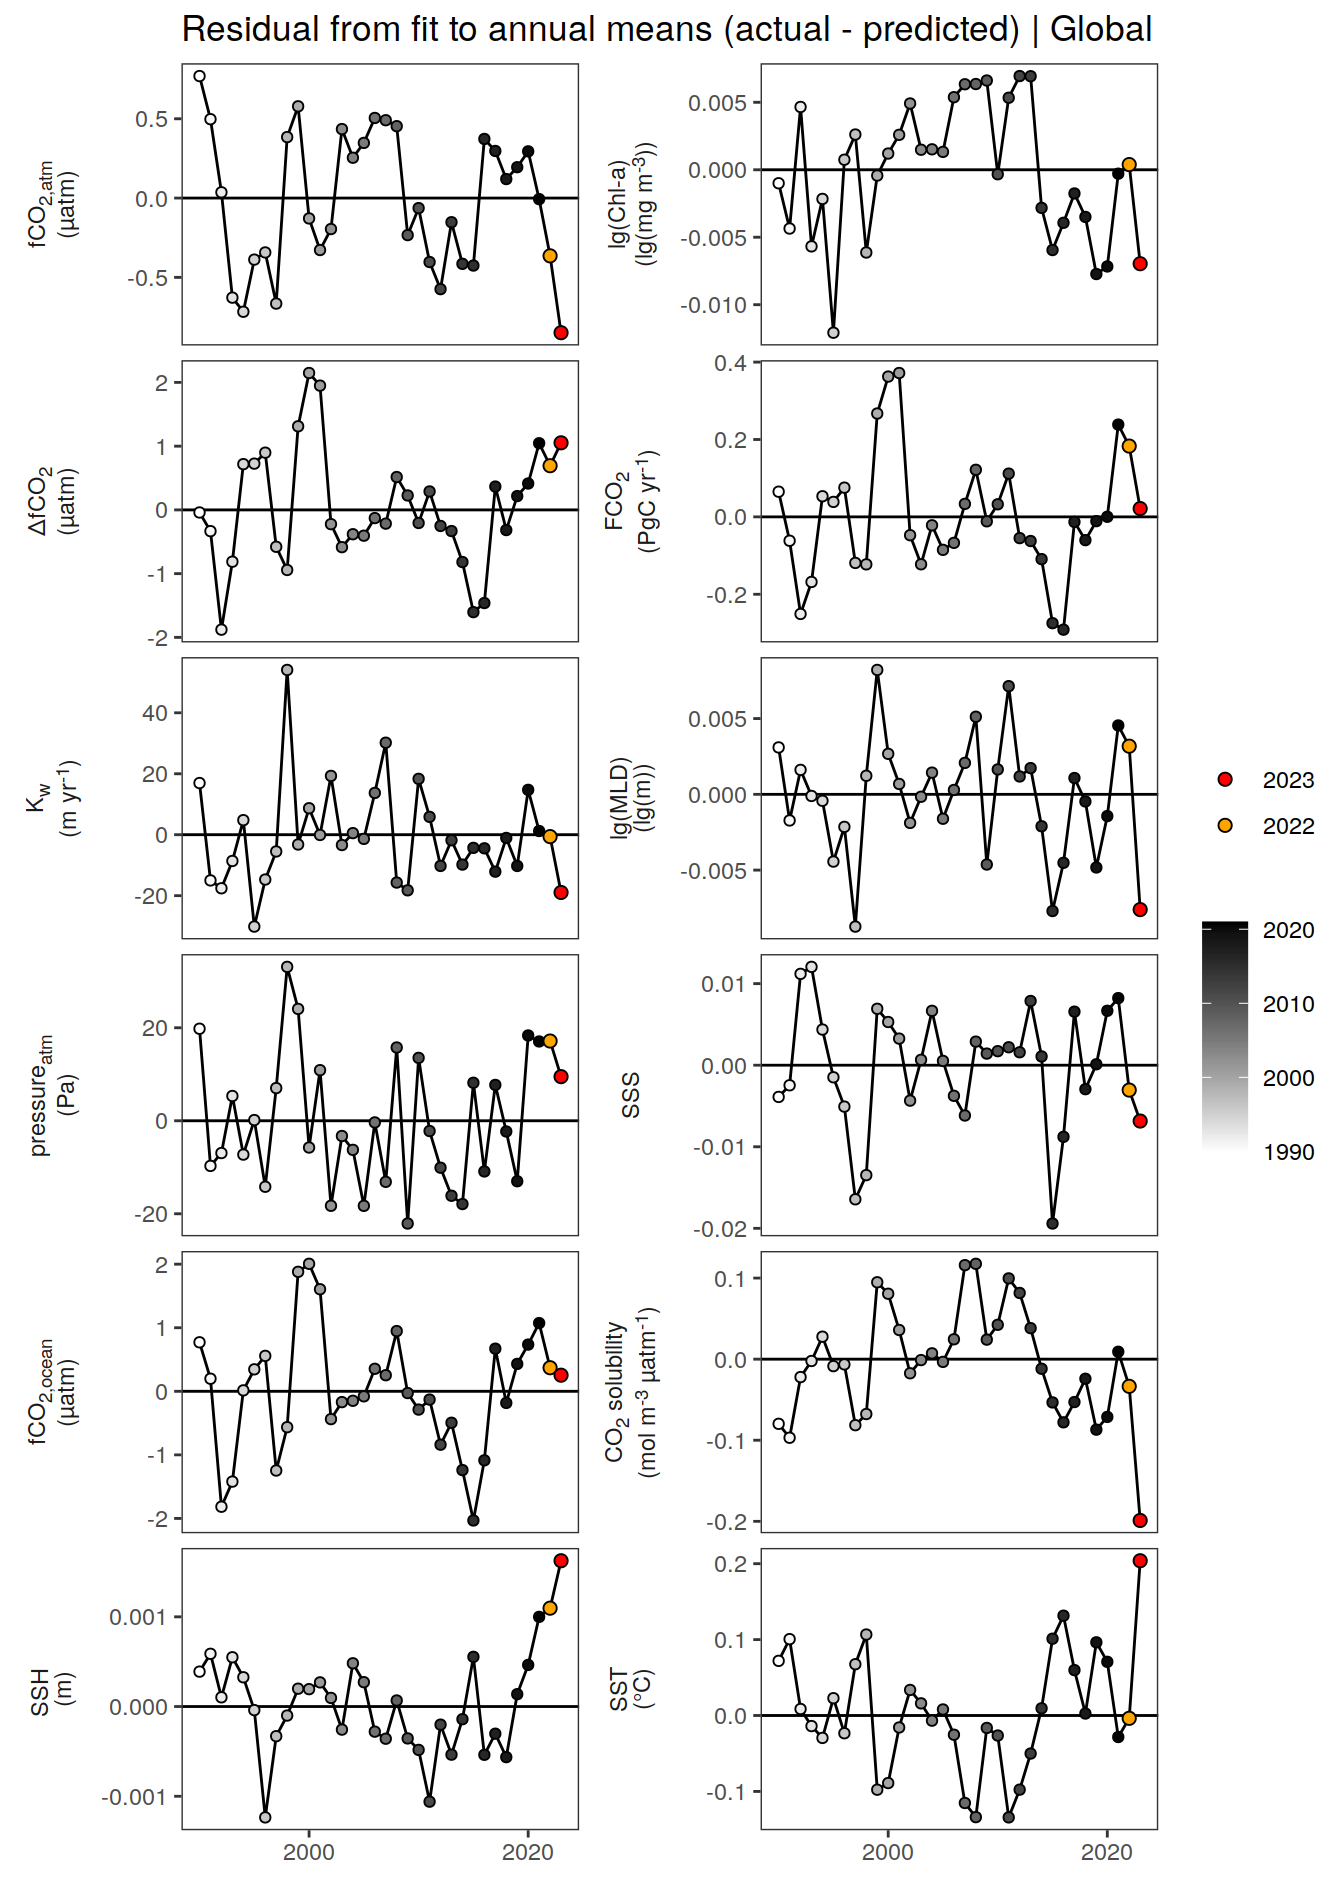 Residual from fit to annual means (actual - predicted) | Global
fCO2,atm
(µatm)
0.5
0.0
-0.5
lg(Chl-a)
(lg(mg m-3))
0.005
0.000
-0.005
-0.010
ΔfCO2
(µatm)
2
1
0
-1
-2
FCO2
(PgC yr-1)
0.4
0.2
0.0
-0.2
Kw
(m yr-1)
40
20
0
-20
lg(MLD)
(lg(m))
0.005
0.000
-0.005
pressureatm
(Pa)
20
0
-20
SSS
0.01
0.00
-0.01
-0.02
fCO2,ocean
(µatm)
2
1
0
-1
-2
CO2 solubility
(mol m-3 µatm-1)
0.1
0.0
-0.1
-0.2
SSH
(m)
0.001
0.000
-0.001
SST
(°C)
0.2
0.1
0.0
-0.1
2000
2020
2000
2020
2023
2022
2020
2010
2000
1990